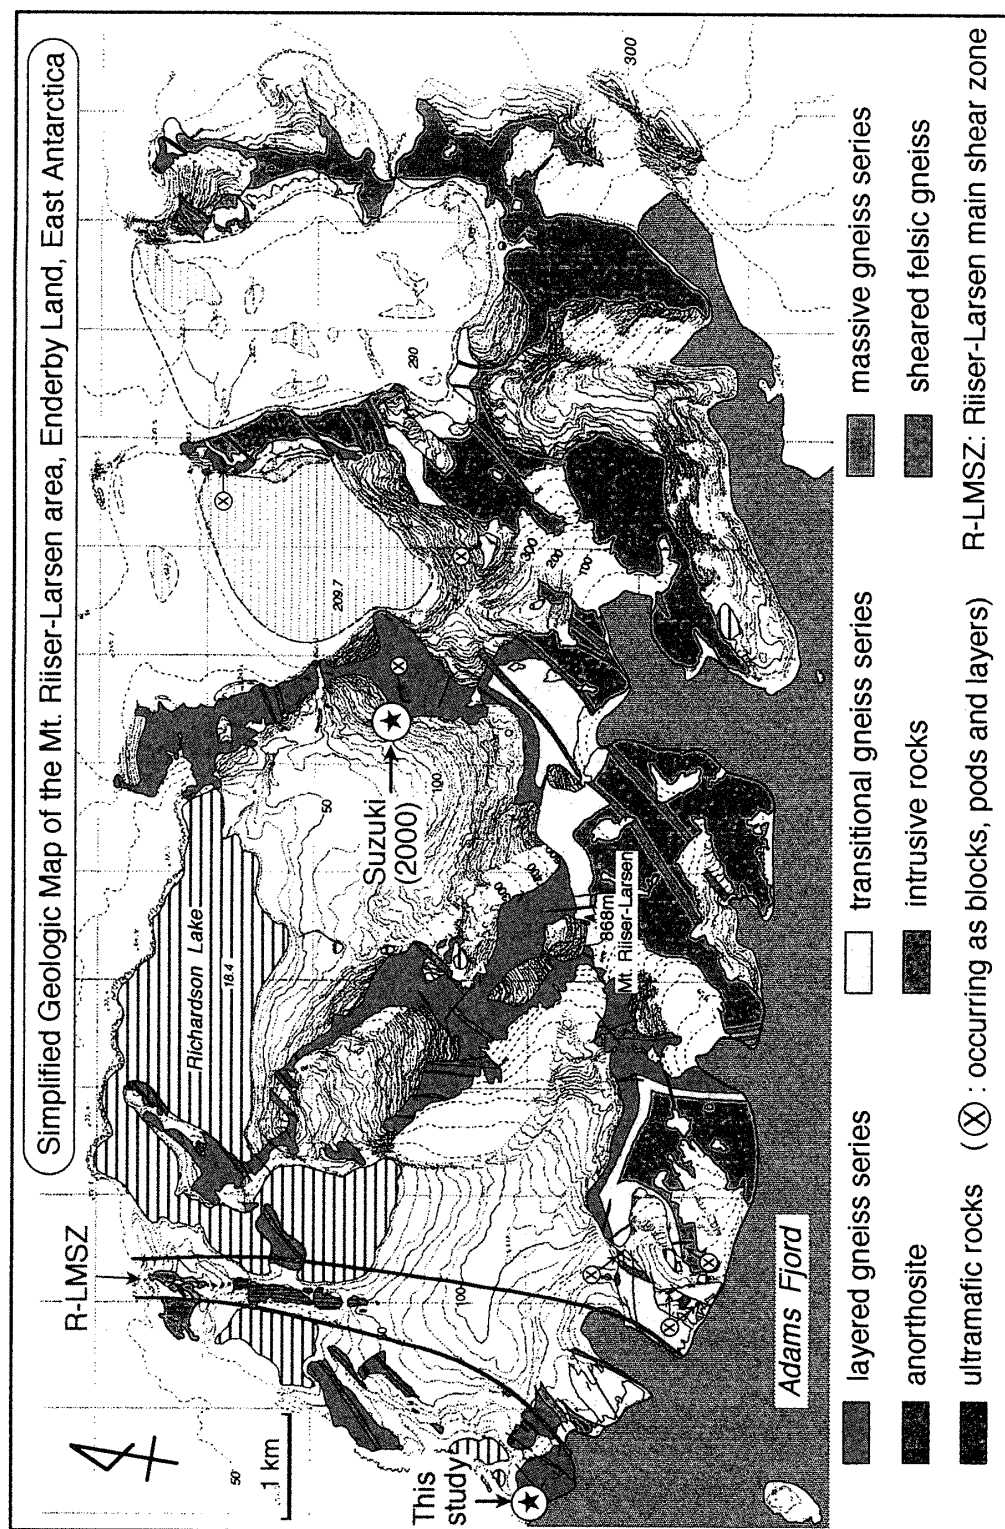 Simplified Geologic Map of the Mt. Riiser-Larsen area, Enderby Land, East Antarctica
R-LMSZ
Richardson Lake
18.4
50
1 km
This
study
Suzuki
(2000)
50
100
100
209.7
290
300
300
200
100
300
868m
Mt Riiser-Larsen
Adams Fjord
layered gneiss series
transitional gneiss series
massive gneiss series
anorthosite
intrusive rocks
sheared felsic gneiss
ultramafic rocks
(X : occurring as blocks, pods and layers)
R-LMSZ: Riiser-Larsen main shear zone